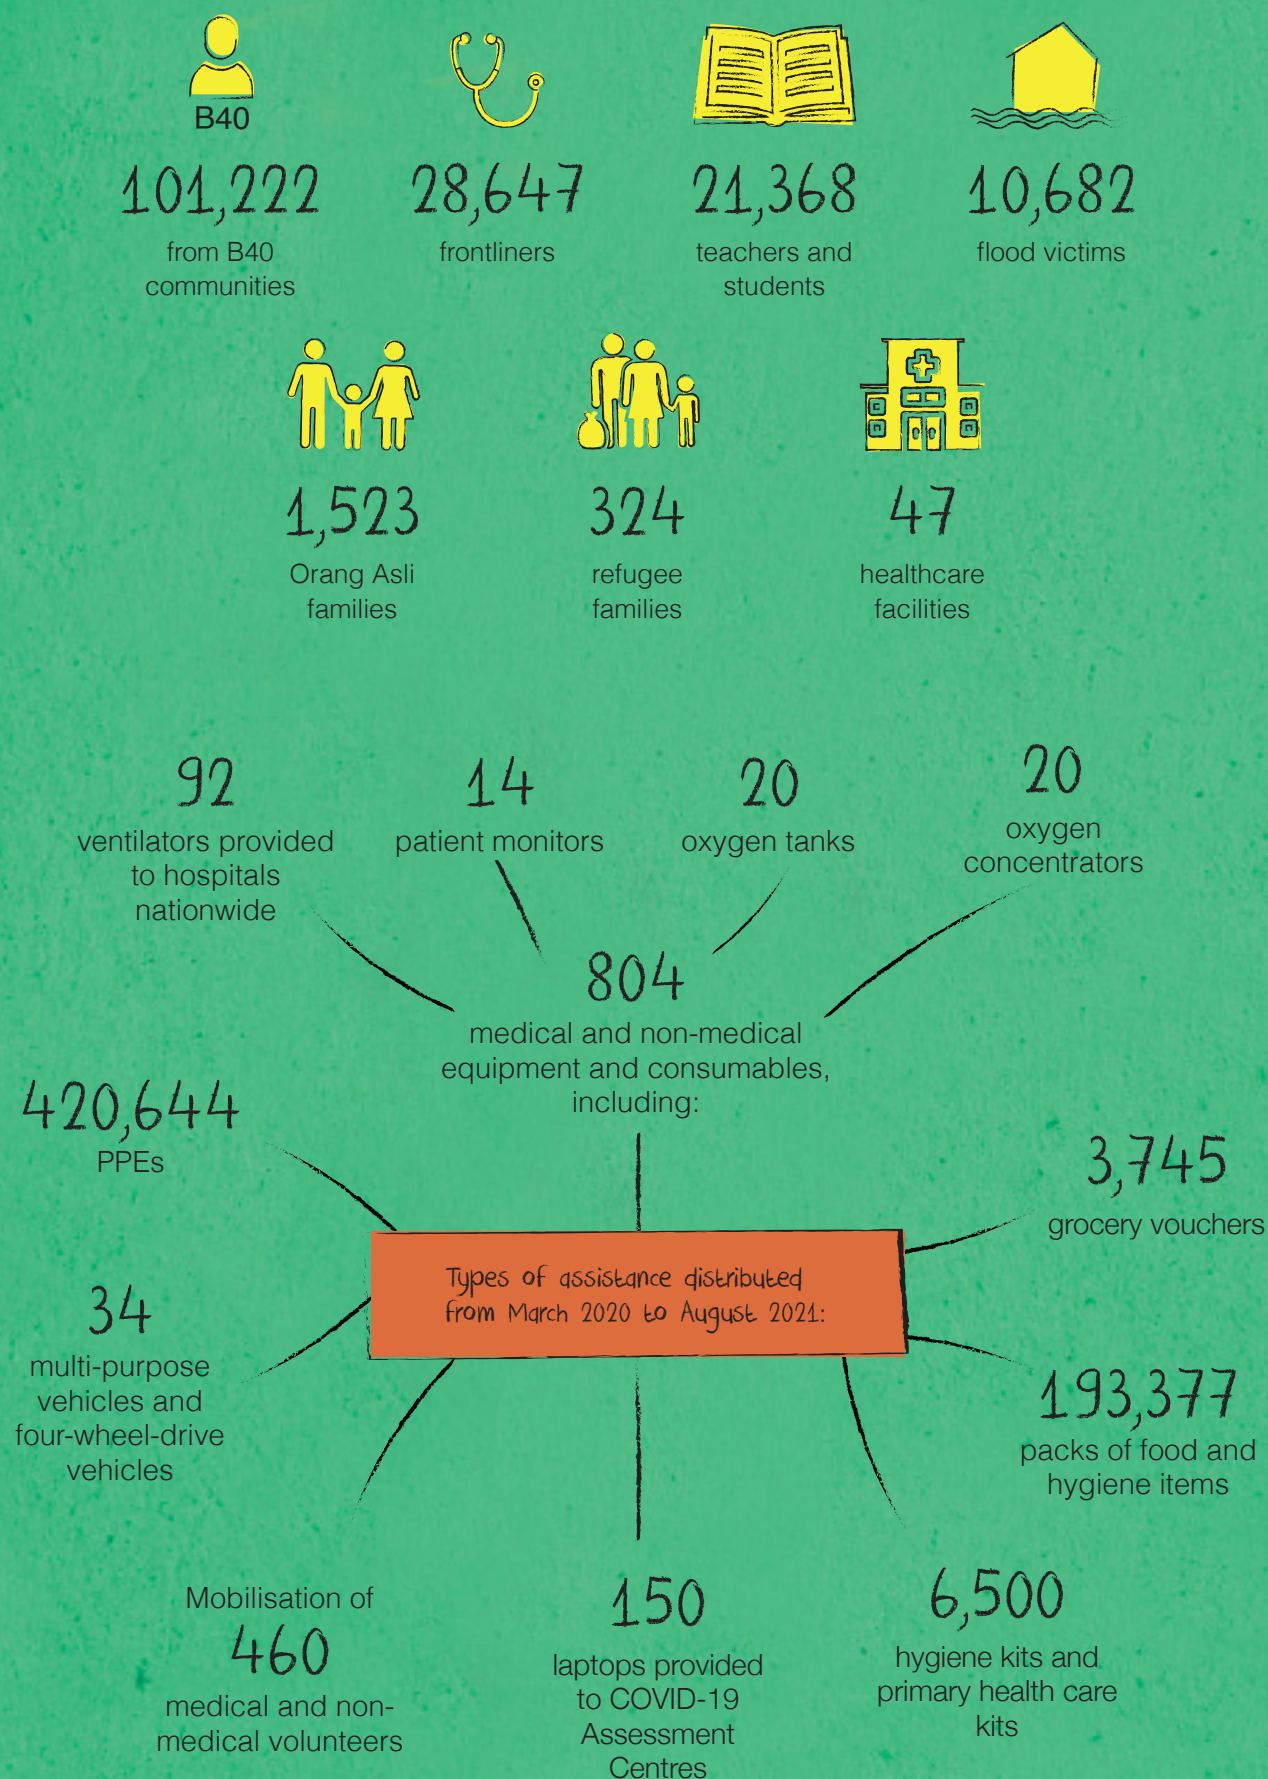 B40
101,222
from B40
communities
28,647
frontliners
21,368
teachers and
students
10,682
flood victims
1,523
Orang Asli
families
324
refugee
families
47
healthcare
facilities
92
ventilators provided
to hospitals
nationwide
14
patient monitors
20
oxygen tanks
20
oxygen
concentrators
804
medical and non-medical
equipment and consumables,
including:
420,644
PPEs
3,745
grocery vouchers
Types of assistance distributed
from March 2020 to August 2021:
34
multi-purpose
vehicles and
four-wheel-drive
vehicles
193,377
packs of food and
hygiene items
Mobilisation of
460
medical and non-
medical volunteers
150
laptops provided
to COVID-19
Assessment
Centres
6,500
hygiene kits and
primary health care
kits